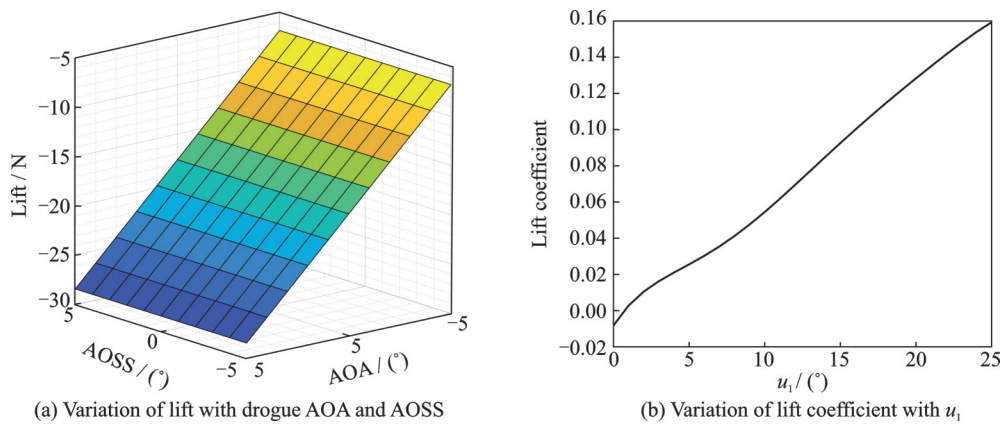 −5
−10
−15
−20
−25
−30
Lift / N
5
0
−5
AOSS / (°)
5
5
−5
AOA / (°)
(a) Variation of lift with drogue AOA and AOSS
0.16
0.14
0.12
0.10
0.08
0.06
0.04
0.02
0.00
−0.02
Lift coefficient
0 5 10 15 20 25
u₁ / (°)
(b) Variation of lift coefficient with u₁